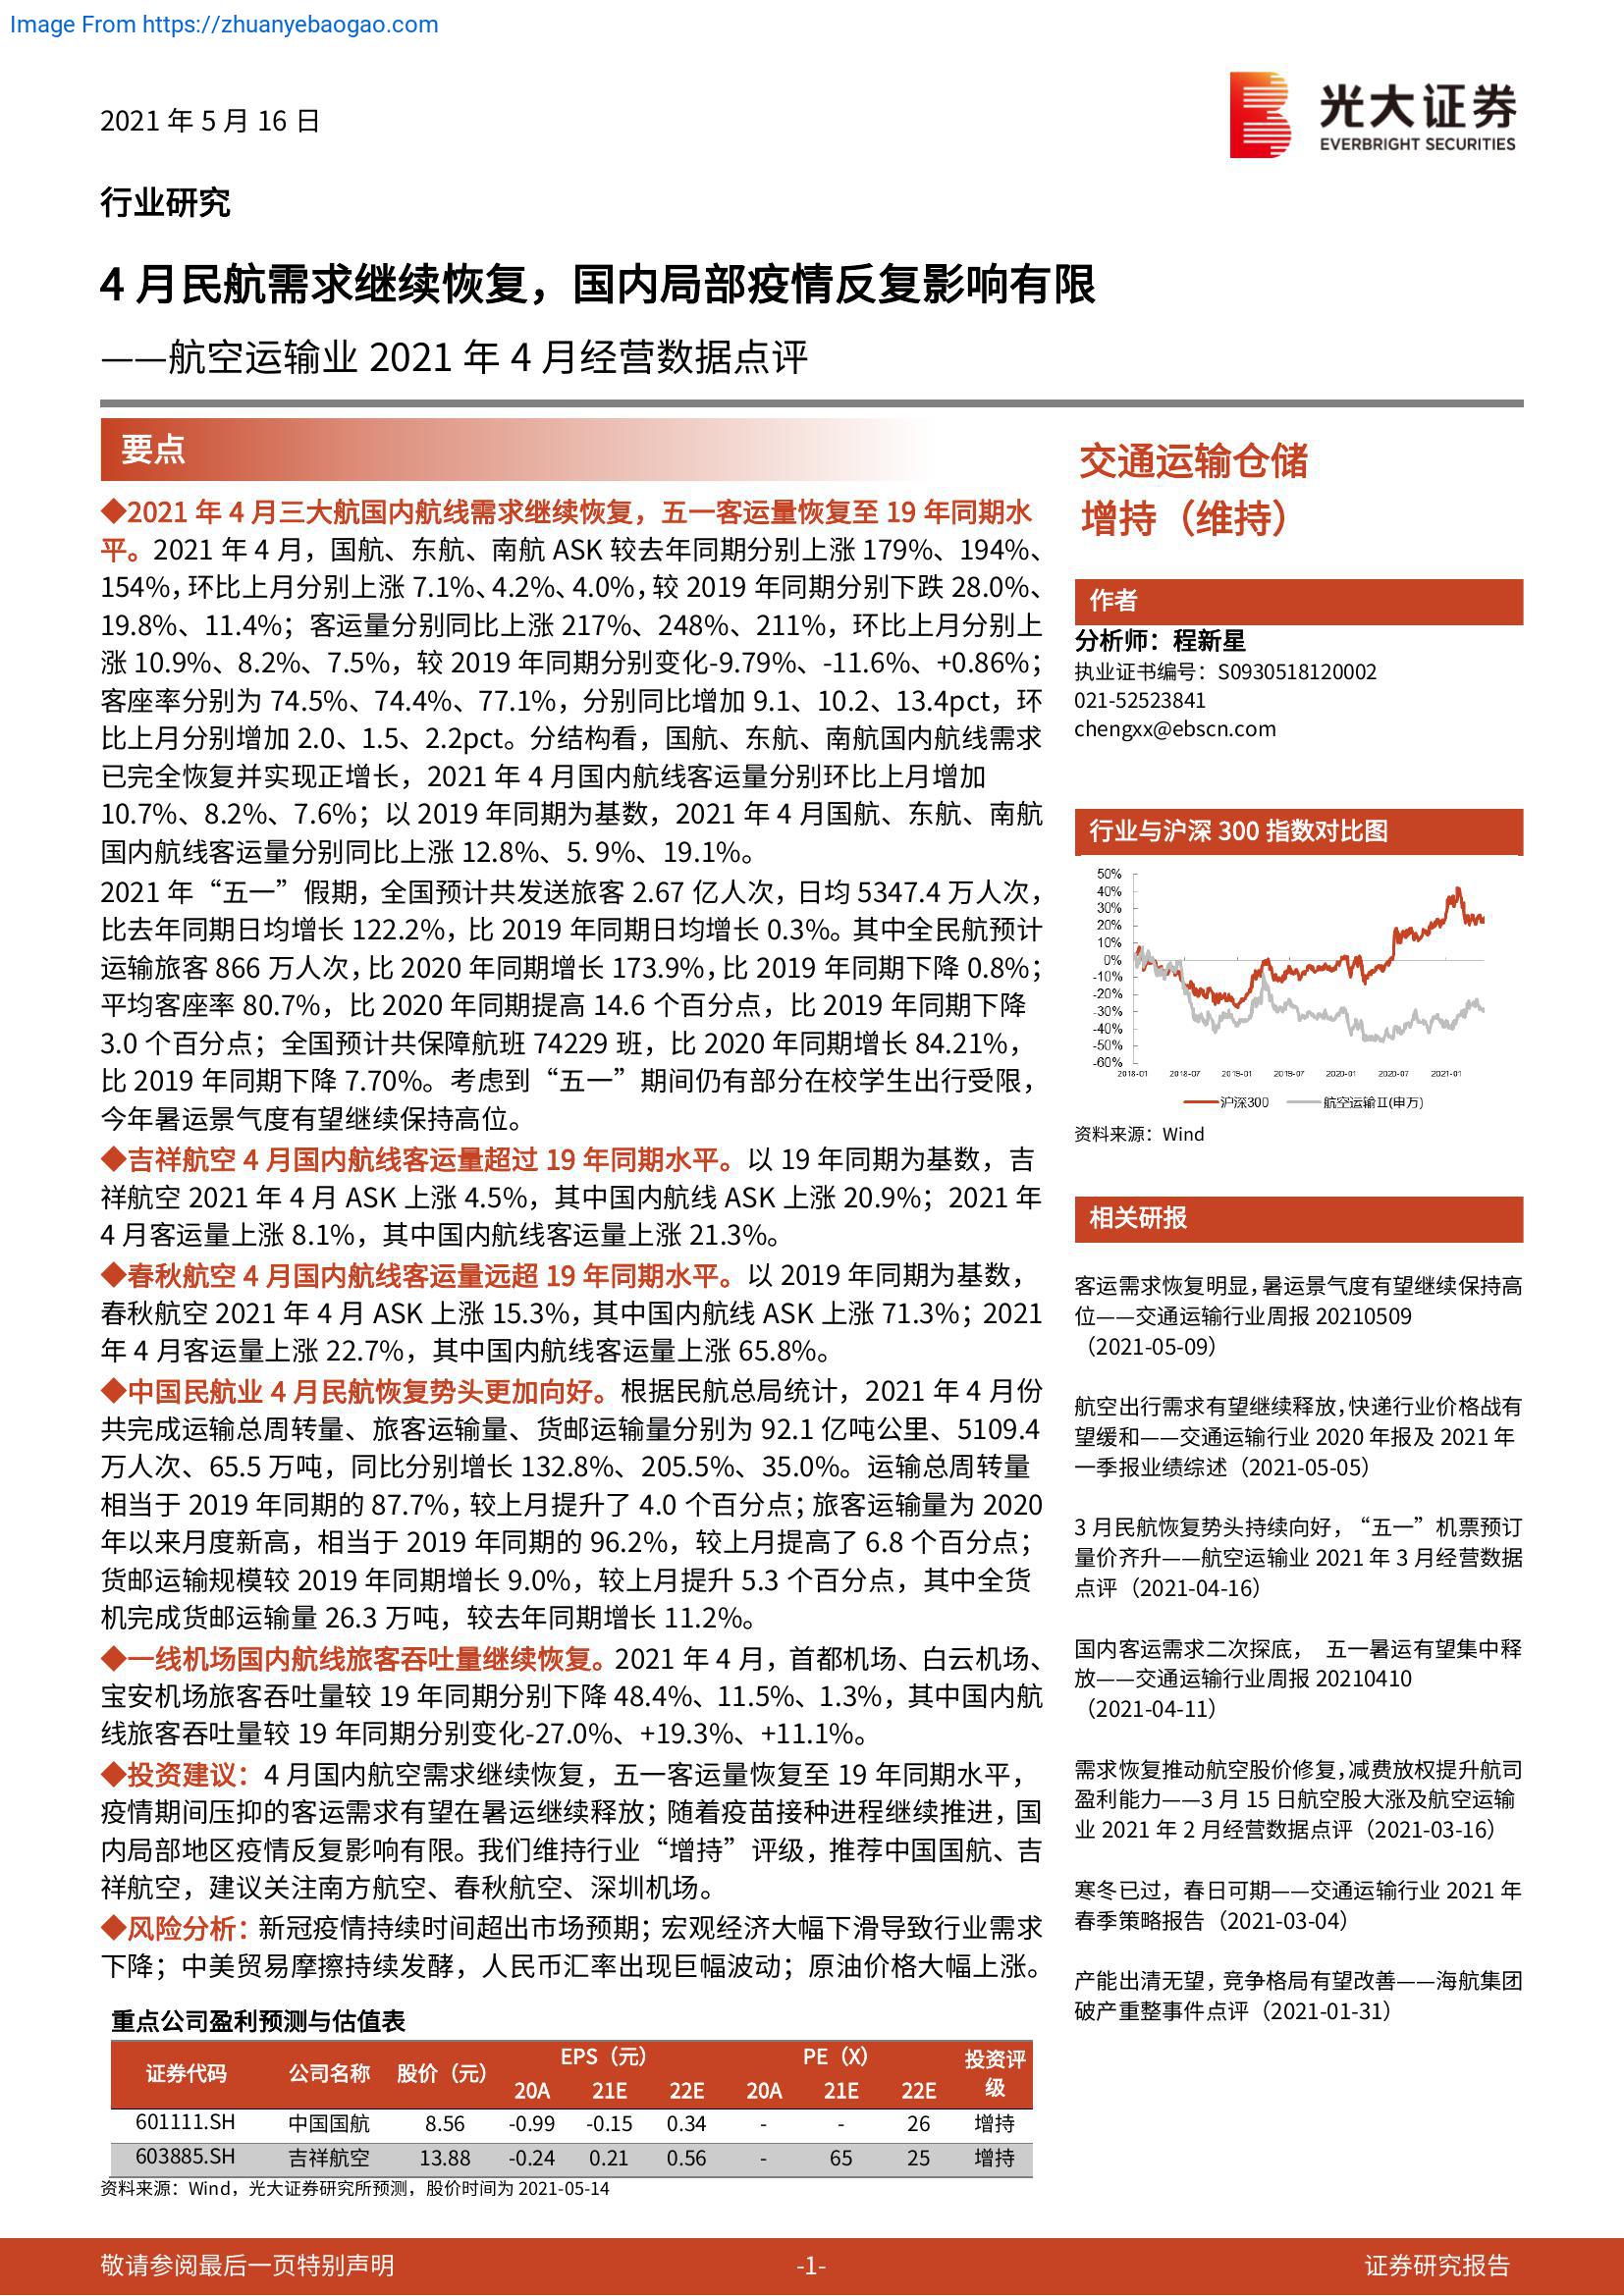 Image From https://zhuanyebaogao.com
2021 年 5 月 16 日
光大证券
EVERBRIGHT SECURITIES
行业研究
4 月民航需求继续恢复，国内局部疫情反复影响有限
——航空运输业 2021 年 4 月经营数据点评
要点
◆2021 年 4 月三大航国内航线需求继续恢复，五一客运量恢复至 19 年同期水
平。2021 年 4 月，国航、东航、南航 ASK 较去年同期分别上涨 179%、194%、
154%，环比上月分别上涨 7.1%、4.2%、4.0%，较 2019 年同期分别下跌 28.0%、
19.8%、11.4%；客运量分别同比上涨 217%、248%、211%，环比上月分别上
涨 10.9%、8.2%、7.5%，较 2019 年同期分别变化-9.79%、-11.6%、+0.86%；
客座率分别为 74.5%、74.4%、77.1%，分别同比增加 9.1、10.2、13.4pct，环
比上月分别增加 2.0、1.5、2.2pct。分结构看，国航、东航、南航国内航线需求
已完全恢复并实现正增长，2021 年 4 月国内航线客运量分别环比上月增加
10.7%、8.2%、7.6%；以 2019 年同期为基数，2021 年 4 月国航、东航、南航
国内航线客运量分别同比上涨 12.8%、5. 9%、19.1%。
2021 年“五一”假期，全国预计共发送旅客 2.67 亿人次，日均 5347.4 万人次，
比去年同期日均增长 122.2%，比 2019 年同期日均增长 0.3%。其中全民航预计
运输旅客 866 万人次，比 2020 年同期增长 173.9%，比 2019 年同期下降 0.8%；
平均客座率 80.7%，比 2020 年同期提高 14.6 个百分点，比 2019 年同期下降
3.0 个百分点；全国预计共保障航班 74229 班，比 2020 年同期增长 84.21%，
比 2019 年同期下降 7.70%。考虑到“五一”期间仍有部分在校学生出行受限，
今年暑运景气度有望继续保持高位。
◆吉祥航空 4 月国内航线客运量超过 19 年同期水平。以 19 年同期为基数，吉
祥航空 2021 年 4 月 ASK 上涨 4.5%，其中国内航线 ASK 上涨 20.9%；2021 年
4 月客运量上涨 8.1%，其中国内航线客运量上涨 21.3%。
◆春秋航空 4 月国内航线客运量远超 19 年同期水平。以 2019 年同期为基数，
春秋航空 2021 年 4 月 ASK 上涨 15.3%，其中国内航线 ASK 上涨 71.3%；2021
年 4 月客运量上涨 22.7%，其中国内航线客运量上涨 65.8%。
◆中国民航业 4 月民航恢复势头更加向好。根据民航总局统计，2021 年 4 月份
共完成运输总周转量、旅客运输量、货邮运输量分别为 92.1 亿吨公里、5109.4
万人次、65.5 万吨，同比分别增长 132.8%、205.5%、35.0%。运输总周转量
相当于 2019 年同期的 87.7%，较上月提升了 4.0 个百分点；旅客运输量为 2020
年以来月度新高，相当于 2019 年同期的 96.2%，较上月提高了 6.8 个百分点；
货邮运输规模较 2019 年同期增长 9.0%，较上月提升 5.3 个百分点，其中全货
机完成货邮运输量 26.3 万吨，较去年同期增长 11.2%。
◆一线机场国内航线旅客吞吐量继续恢复。2021 年 4 月，首都机场、白云机场、
宝安机场旅客吞吐量较 19 年同期分别下降 48.4%、11.5%、1.3%，其中国内航
线旅客吞吐量较 19 年同期分别变化-27.0%、+19.3%、+11.1%。
◆投资建议：4 月国内航空需求继续恢复，五一客运量恢复至 19 年同期水平，
疫情期间压抑的客运需求有望在暑运继续释放；随着疫苗接种进程继续推进，国
内局部地区疫情反复影响有限。我们维持行业“增持”评级，推荐中国国航、吉
祥航空，建议关注南方航空、春秋航空、深圳机场。
◆风险分析：新冠疫情持续时间超出市场预期；宏观经济大幅下滑导致行业需求
下降；中美贸易摩擦持续发酵，人民币汇率出现巨幅波动；原油价格大幅上涨。
重点公司盈利预测与估值表
证券代码 公司名称 股价（元） EPS（元） PE（X） 投资评级
20A 21E 22E 20A 21E 22E
601111.SH 中国国航 8.56 -0.99 -0.15 0.34 - - 26 增持
603885.SH 吉祥航空 13.88 -0.24 0.21 0.56 - 65 25 增持
资料来源：Wind，光大证券研究所预测，股价时间为 2021-05-14
交通运输仓储
增持（维持）
作者
分析师：程新星
执业证书编号：S0930518120002
021-52523841
chengxx@ebscn.com
行业与沪深 300 指数对比图
50%
40%
30%
20%
10%
0%
-10%
-20%
-30%
-40%
-50%
-60%
2018-01 2018-07 2019-01 2019-07 2020-01 2020-07 2021-01
沪深300 航空运输Ⅱ(申万)
资料来源：Wind
相关研报
客运需求恢复明显，暑运景气度有望继续保持高
位——交通运输行业周报 20210509
（2021-05-09）
航空出行需求有望继续释放，快递行业价格战有
望缓和——交通运输行业 2020 年报及 2021 年
一季报业绩综述（2021-05-05）
3 月民航恢复势头持续向好，“五一”机票预订
量价齐升——航空运输业 2021 年 3 月经营数据
点评（2021-04-16）
国内客运需求二次探底， 五一暑运有望集中释
放——交通运输行业周报 20210410
（2021-04-11）
需求恢复推动航空股价修复，减费放权提升航司
盈利能力——3 月 15 日航空股大涨及航空运输
业 2021 年 2 月经营数据点评（2021-03-16）
寒冬已过，春日可期——交通运输行业 2021 年
春季策略报告（2021-03-04）
产能出清无望，竞争格局有望改善——海航集团
破产重整事件点评（2021-01-31）
敬请参阅最后一页特别声明 -1- 证券研究报告